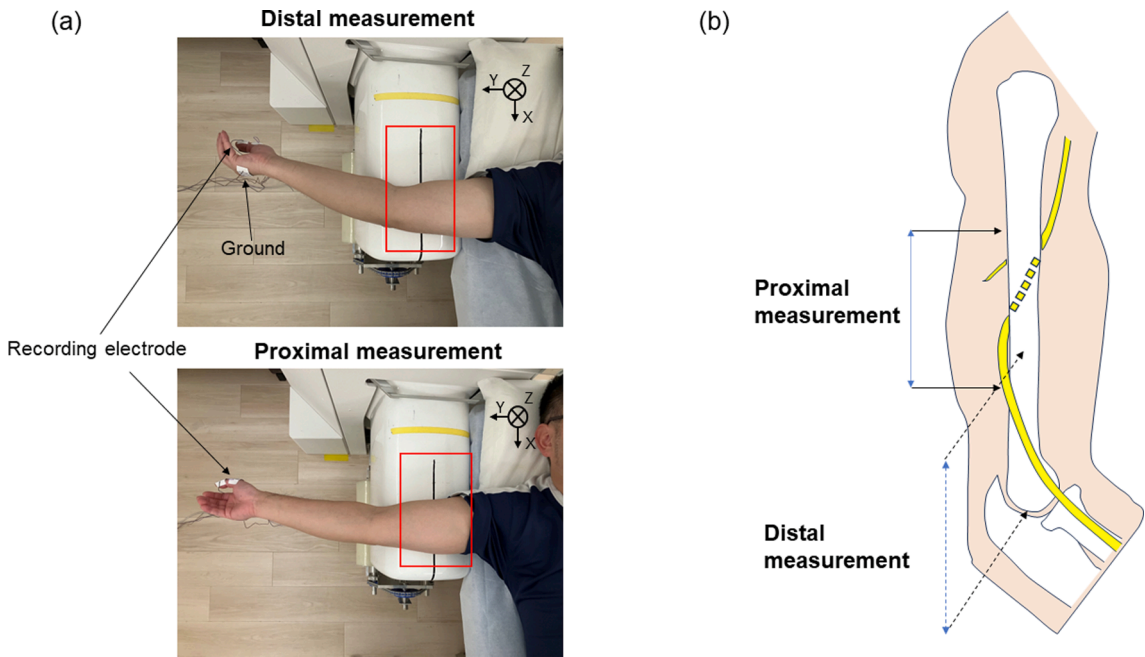 (a)
Distal measurement
Z
Y
X
Ground
Recording electrode
Proximal measurement
Z
Y
X
(b)
Proximal
measurement
Distal
measurement